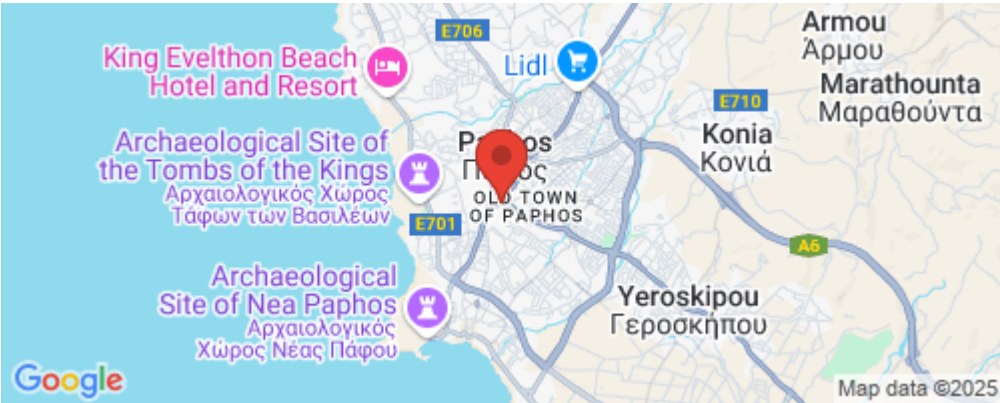 E706
Armou
Άρμου
King Evelthon Beach
Hotel and Resort
Lidl
Marathounta
Μαραθούντα
E710
Konia
Κονιά
Archaeological Site of
the Tombs of the Kings
Αρχαιολογικός Χώρος
Τάφων των Βασιλέων
OLD TOWN
OF PAPHOS
E701
A6
Archaeological
Site of Nea Paphos
Αρχαιολογικός
Χώρος Νέας Πάφου
Yeroskipou
Γεροσκήπου
Google
Map data ©2025